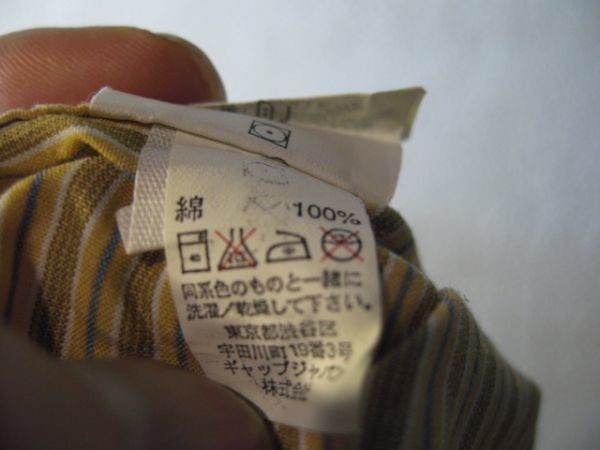 綿 100%
同系色のものと一緒に
洗濯/乾燥して下さい。
東京都渋谷区
宇田川町19番3号
ギャップジャパン
株式会社